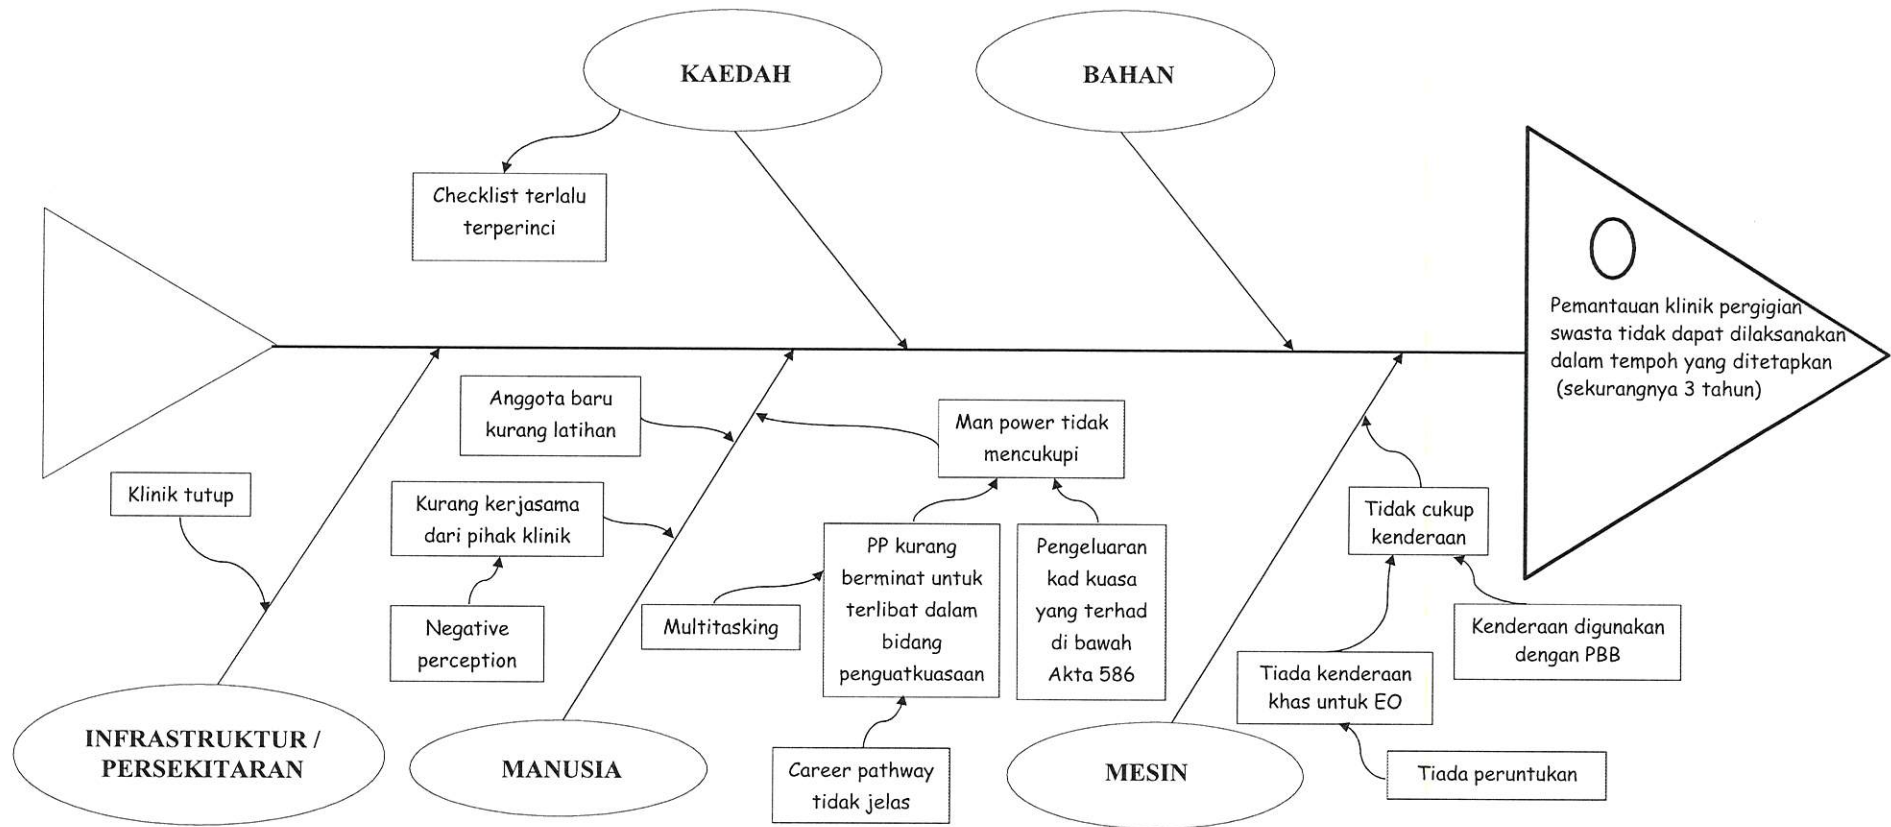 KAEDAH
BAHAN
Checklist terlalu
terperinci
Pemantauan klinik pergigian
swasta tidak dapat dilaksanakan
dalam tempoh yang ditetapkan
(sekurangnya 3 tahun)
Klinik tutup
Anggota baru
kurang latihan
Kurang kerjasama
dari pihak klinik
Negative
perception
Man power tidak
mencukupi
Multitasking
PP kurang
berminat untuk
terlibat dalam
bidang
penguatkuasaan
Pengeluaran
kad kuasa
yang terhad
di bawah
Akta 586
Career pathway
tidak jelas
Tidak cukup
kenderaan
Kenderaan digunakan
dengan PBB
Tiada kenderaan
khas untuk EO
Tiada peruntukan
INFRASTRUKTUR /
PERSEKITARAN
MANUSIA
MESIN